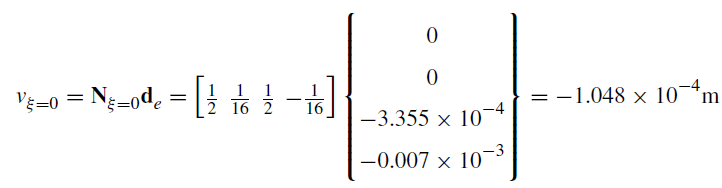 v_{ξ=0} = N_{ξ=0}d_e = [1/2 1/16 1/2 −1/16] { 0
0
−3.355 × 10^{−4}
−0.007 × 10^{−3} } = −1.048 × 10^{−4}m